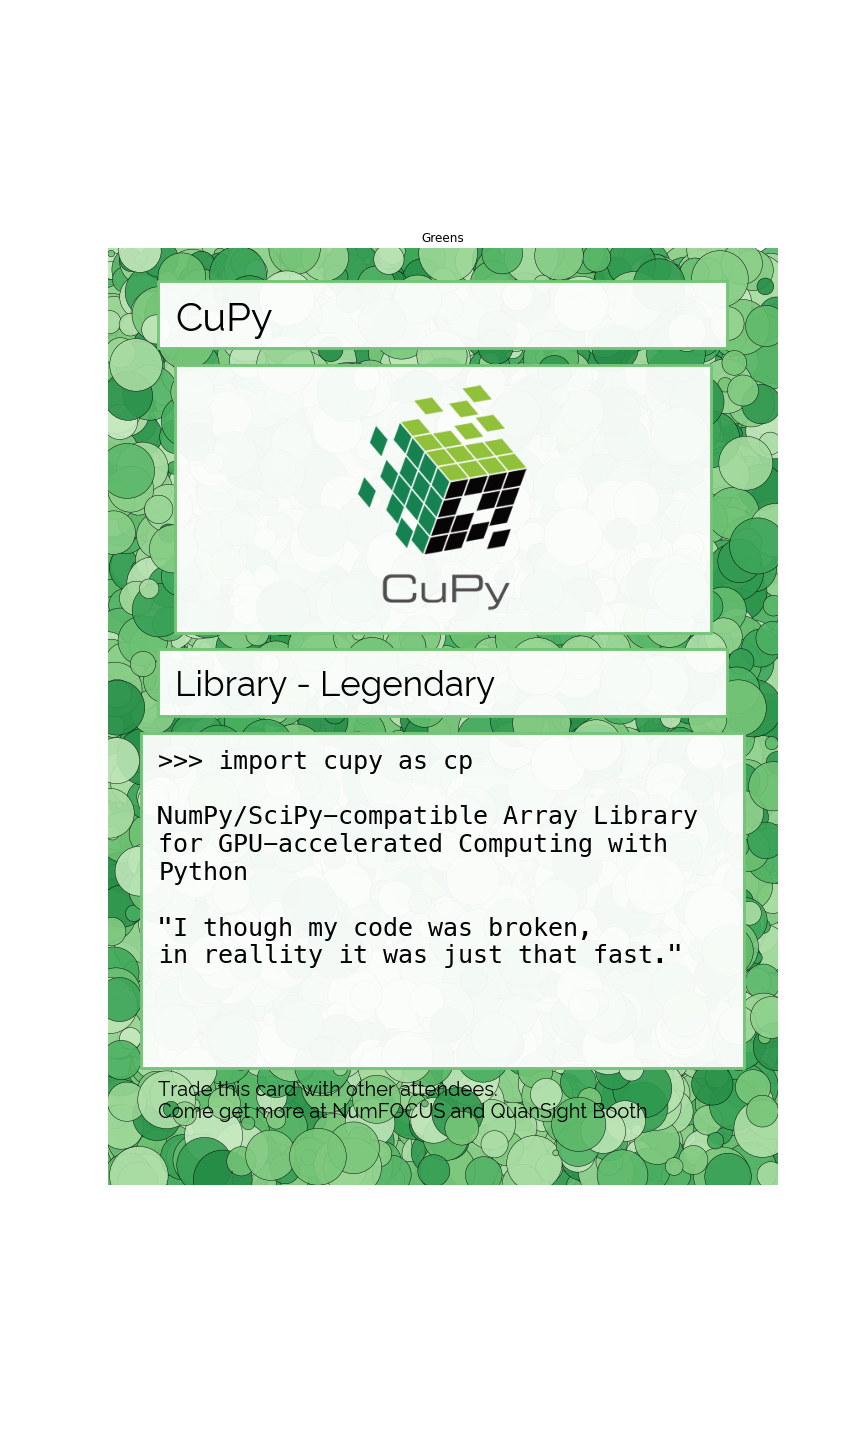 Greens
CuPy
CuPy
Library - Legendary
>>> import cupy as cp
NumPy/SciPy−compatible Array Library
for GPU−accelerated Computing with
Python
"I though my code was broken,
in reallity it was just that fast."
Trade this card with other attendees.
Come get more at NumFOCUS and QuanSight Booth